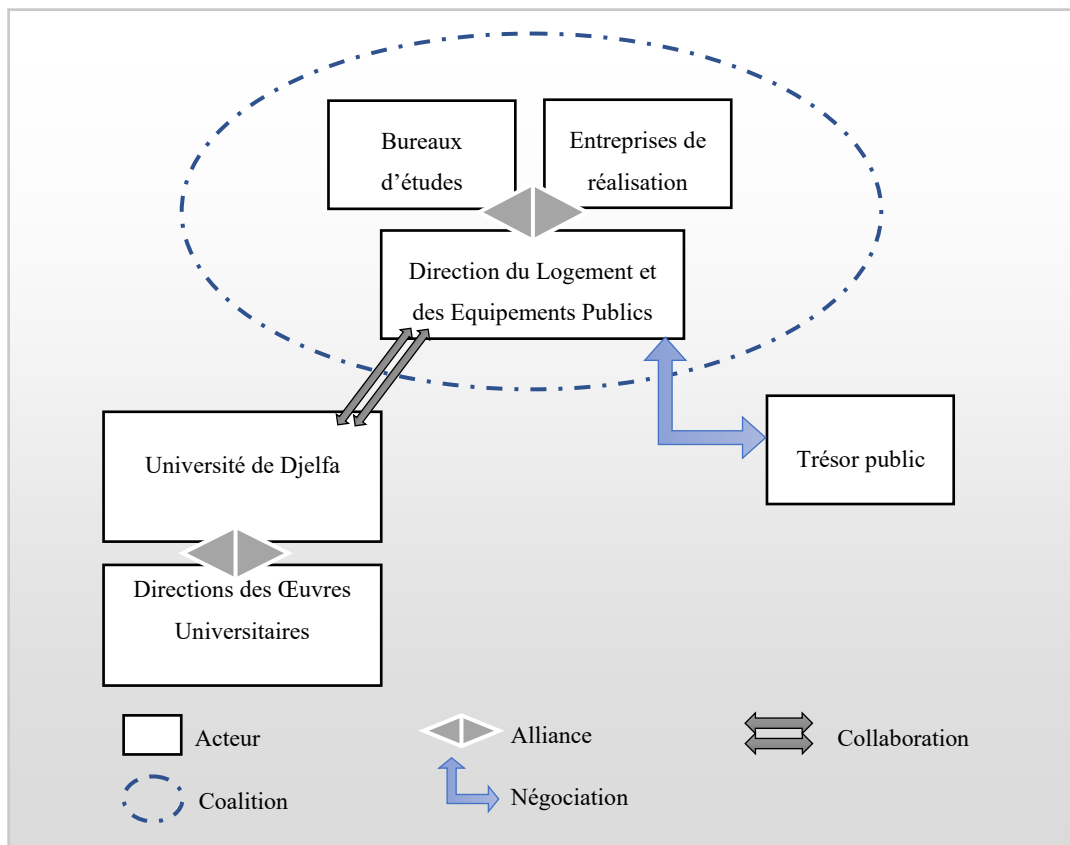 Bureaux
d’études
Entreprises de
réalisation
Direction du Logement et
des Equipements Publics
Université de Djelfa
Trésor public
Directions des Œuvres
Universitaires
Acteur
Alliance
Collaboration
Coalition
Négociation